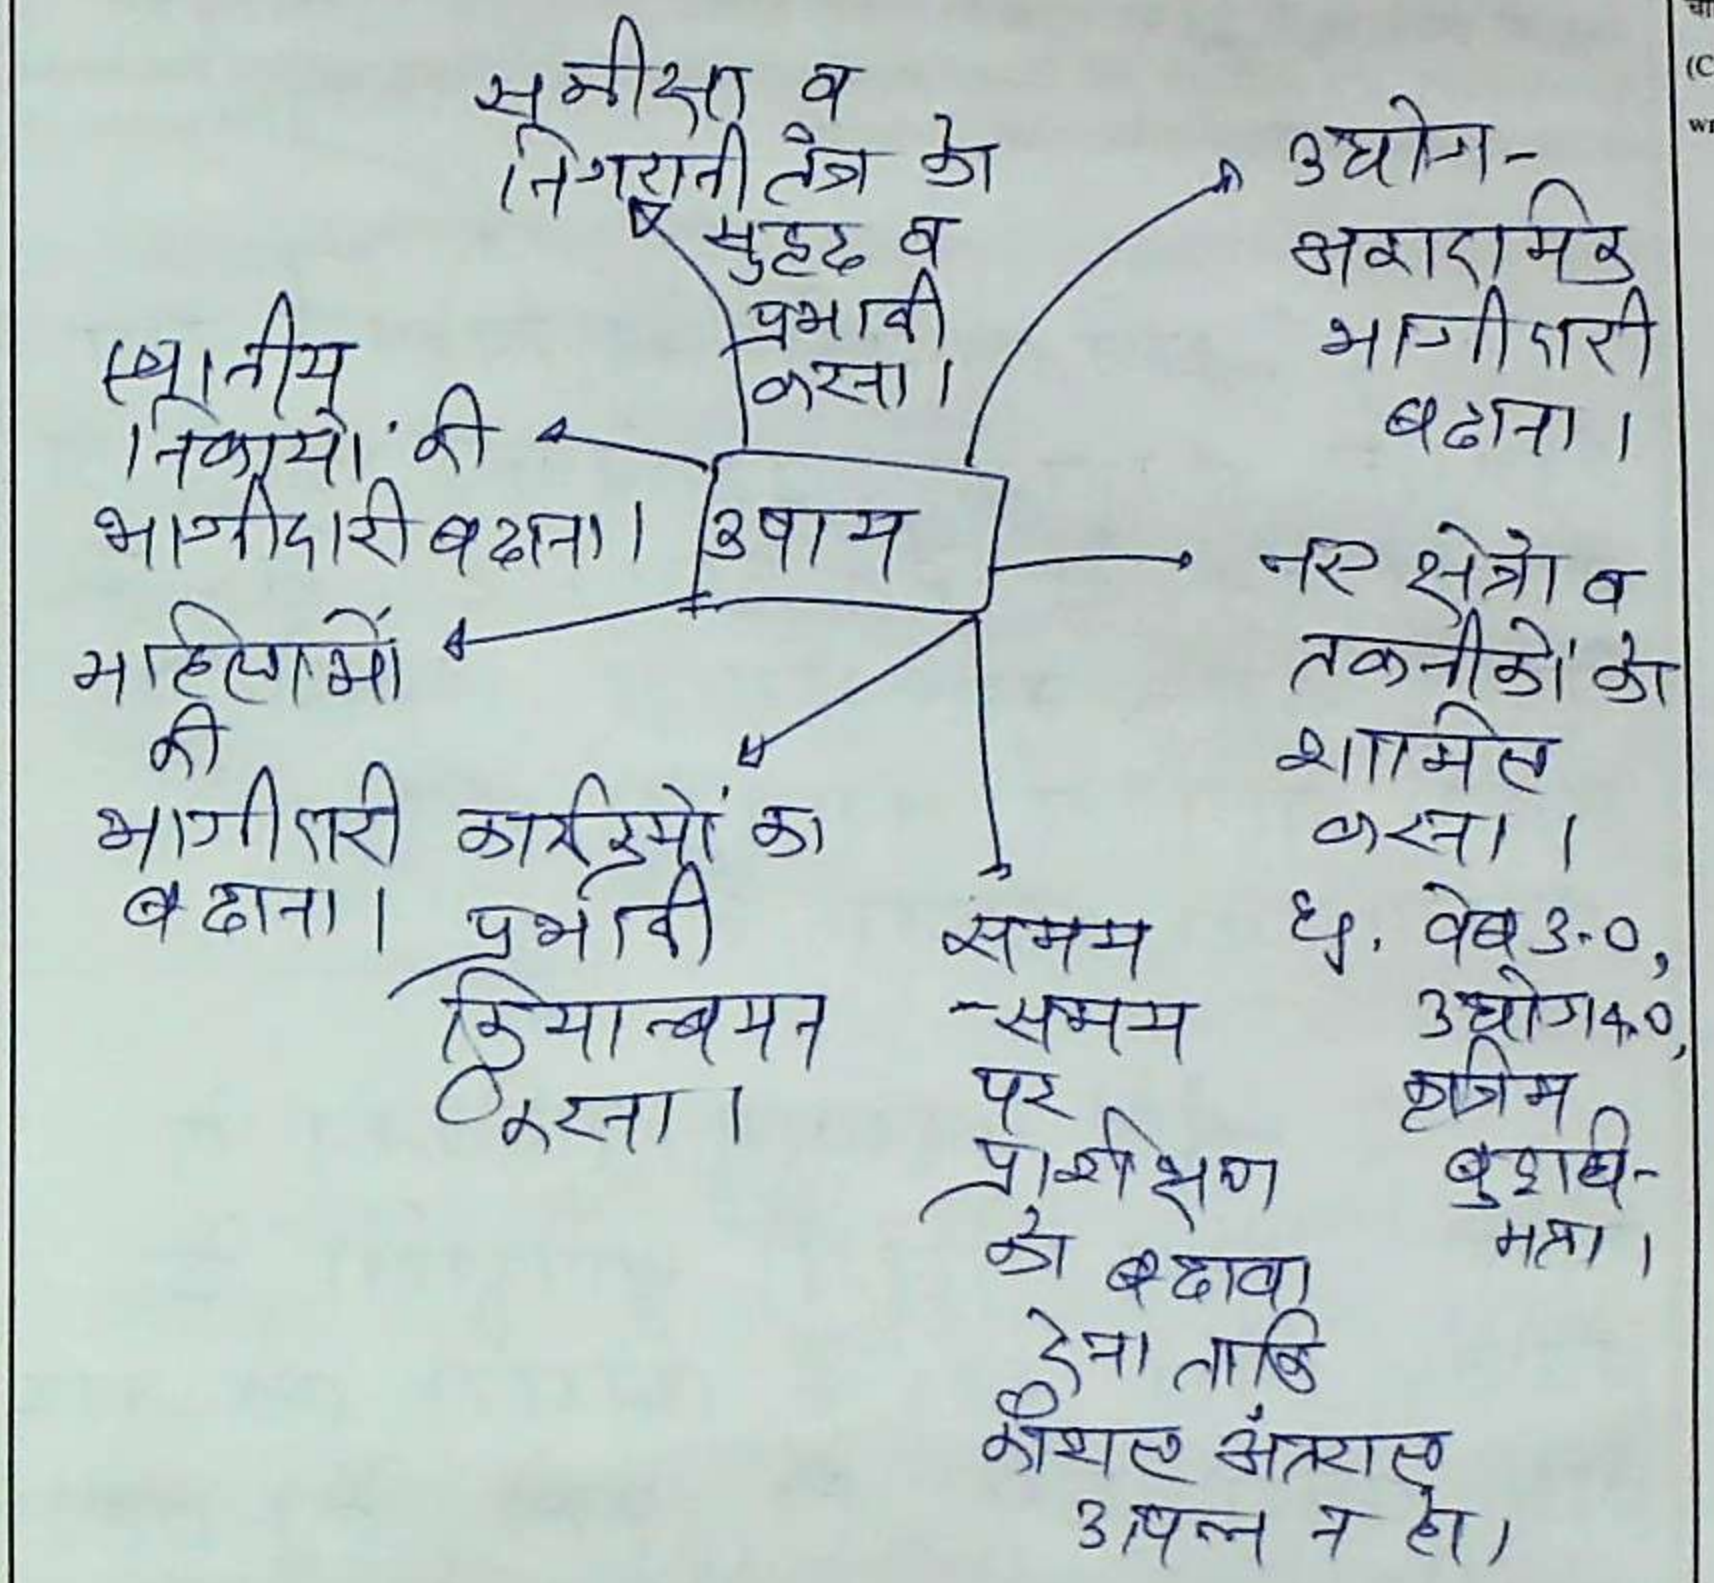 समीक्षा व
निगरानी तंत्र को
सुदृढ व
प्रभावी
करना।
उद्योग-
अकादमिक
भागीदारी
बढाना।
स्थानीय
निकायों की
भागीदारी बढाना।
उपाय
नए क्षेत्रों व
तकनीकों को
शामिल
करना।
वेब 3.0,
उद्योग 4.0,
कृत्रिम
बुद्धि-
मत्ता।
महिलाओं
की
भागीदारी
बढाना।
कार्यक्रमों का
प्रभावी
क्रियान्वयन
करना।
समय
-समय
पर
प्रशिक्षण
को बढावा
देना ताकि
कौशल अंतराल
उत्पन्न न हो।